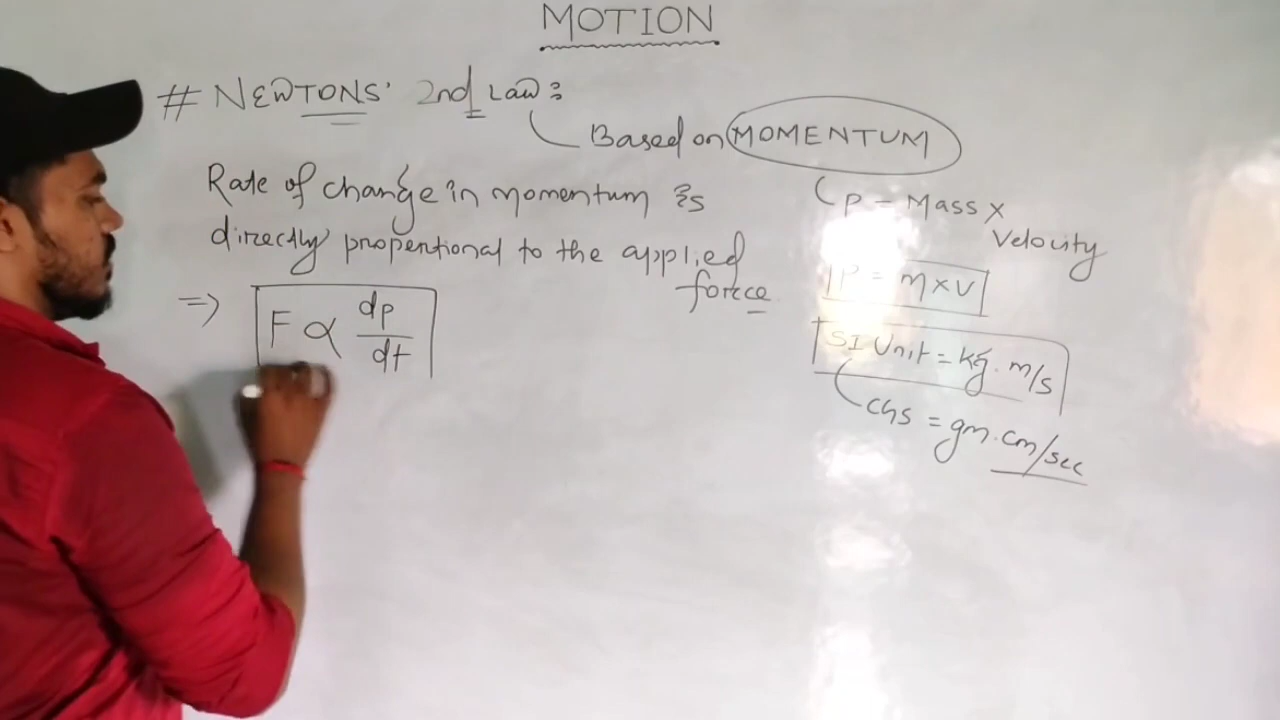 MOTION
# NEWTONS' 2nd Law:
Based on MOMENTUM
Rate of change in momentum is
directly propentional to the applied
force
=> F ∝ dp/dt
P - Mass x
Velocity
P = m x v
SI Unit = kg. m/s
CGS = gm. cm/sec